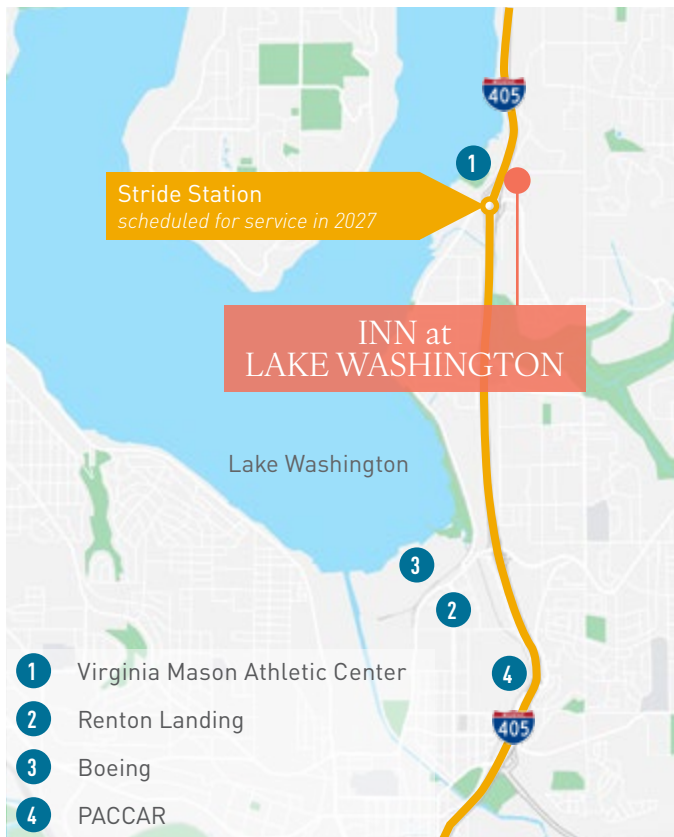 405
1
Stride Station
scheduled for service in 2027
INN at
LAKE WASHINGTON
Lake Washington
3
2
4
405
1 Virginia Mason Athletic Center
2 Renton Landing
3 Boeing
4 PACCAR